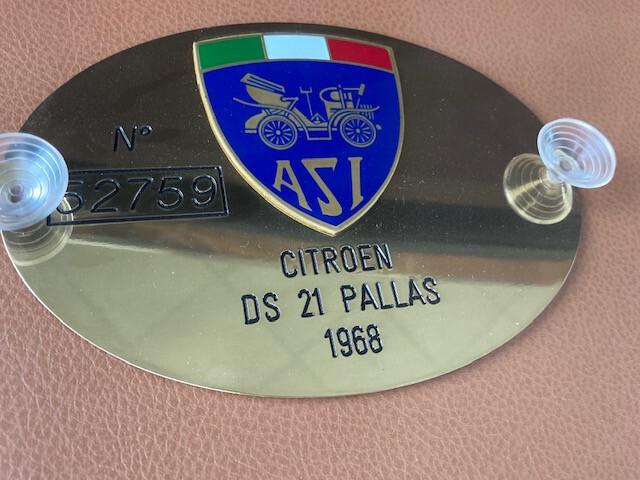 N°
52759
ASI
CITROEN
DS 21 PALLAS
1968